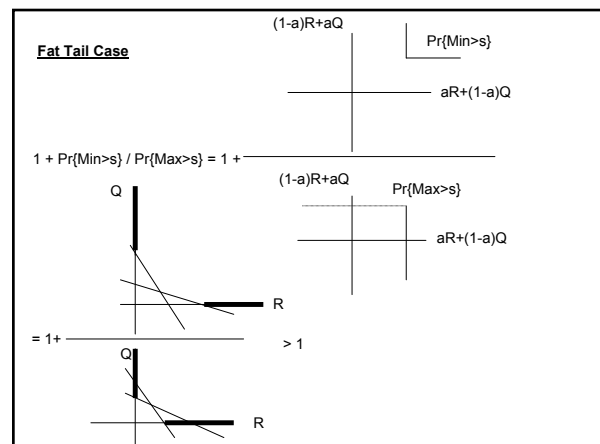 (1-a)R+aQ
Pr{Min>s}
Fat Tail Case
aR+(1-a)Q
1 + Pr{Min>s} / Pr{Max>s} = 1 +
(1-a)R+aQ
Pr{Max>s}
Q
aR+(1-a)Q
R
= 1+
> 1
Q
R